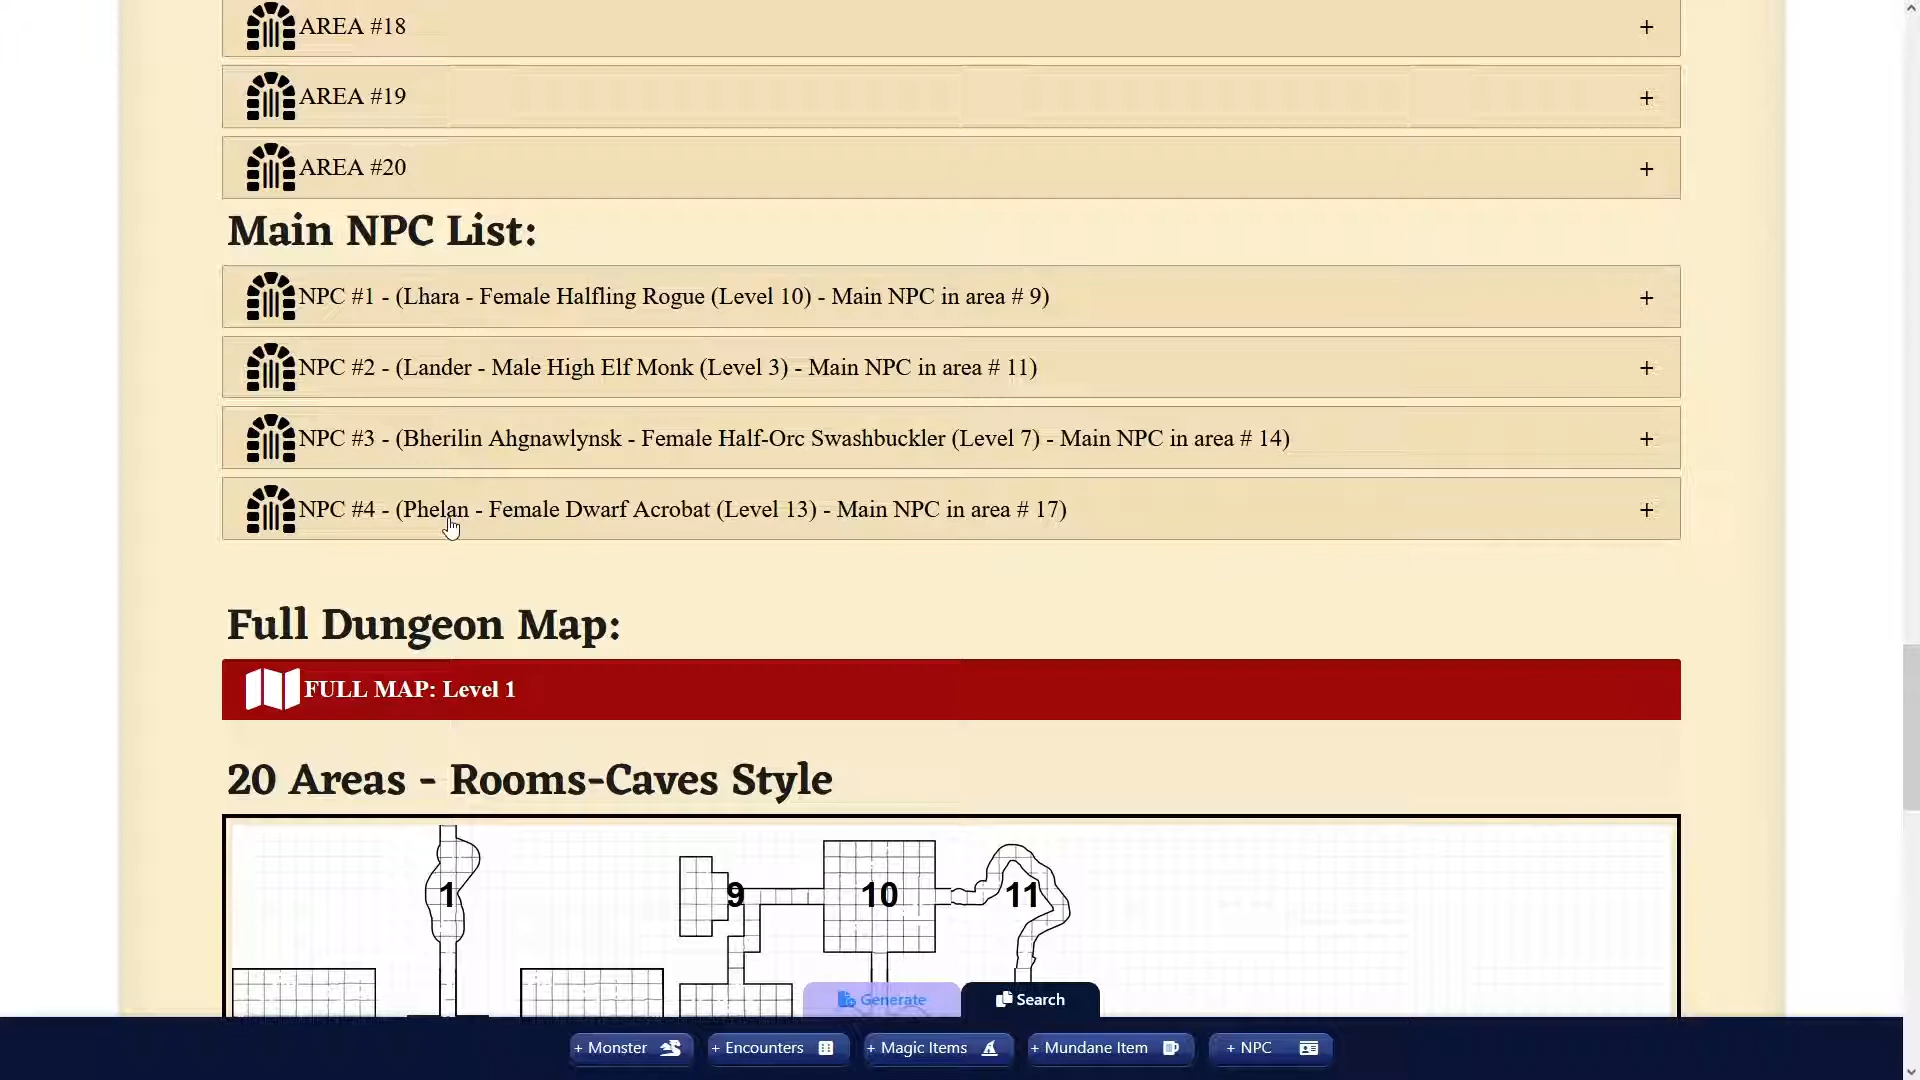 AREA #18 +
AREA #19 +
AREA #20 +
Main NPC List:
NPC #1 - (Lhara - Female Halfling Rogue (Level 10) - Main NPC in area # 9) +
NPC #2 - (Lander - Male High Elf Monk (Level 3) - Main NPC in area # 11) +
NPC #3 - (Bherilin Ahgnawlynsk - Female Half-Orc Swashbuckler (Level 7) - Main NPC in area # 14) +
NPC #4 - (Phelan - Female Dwarf Acrobat (Level 13) - Main NPC in area # 17) +
Full Dungeon Map:
FULL MAP: Level 1
20 Areas - Rooms-Caves Style
1 9 10 11
Generate Search
+ Monster + Encounters + Magic Items + Mundane Item + NPC